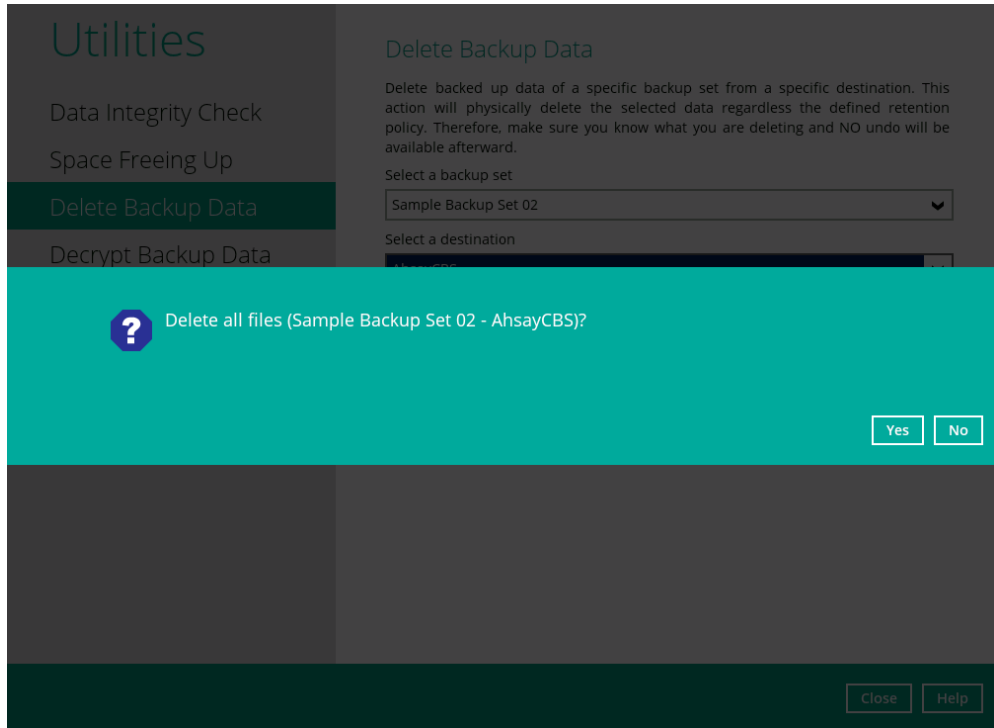 Utilities
Data Integrity Check
Space Freeing Up
Delete Backup Data
Decrypt Backup Data
Delete Backup Data
Delete backed up data of a specific backup set from a specific destination. This
action will physically delete the selected data regardless the defined retention
policy. Therefore, make sure you know what you are deleting and NO undo will be
available afterward.
Select a backup set
Sample Backup Set 02
Select a destination
AhsayCBS
Delete all files (Sample Backup Set 02 - AhsayCBS)?
Yes
No
Close
Help